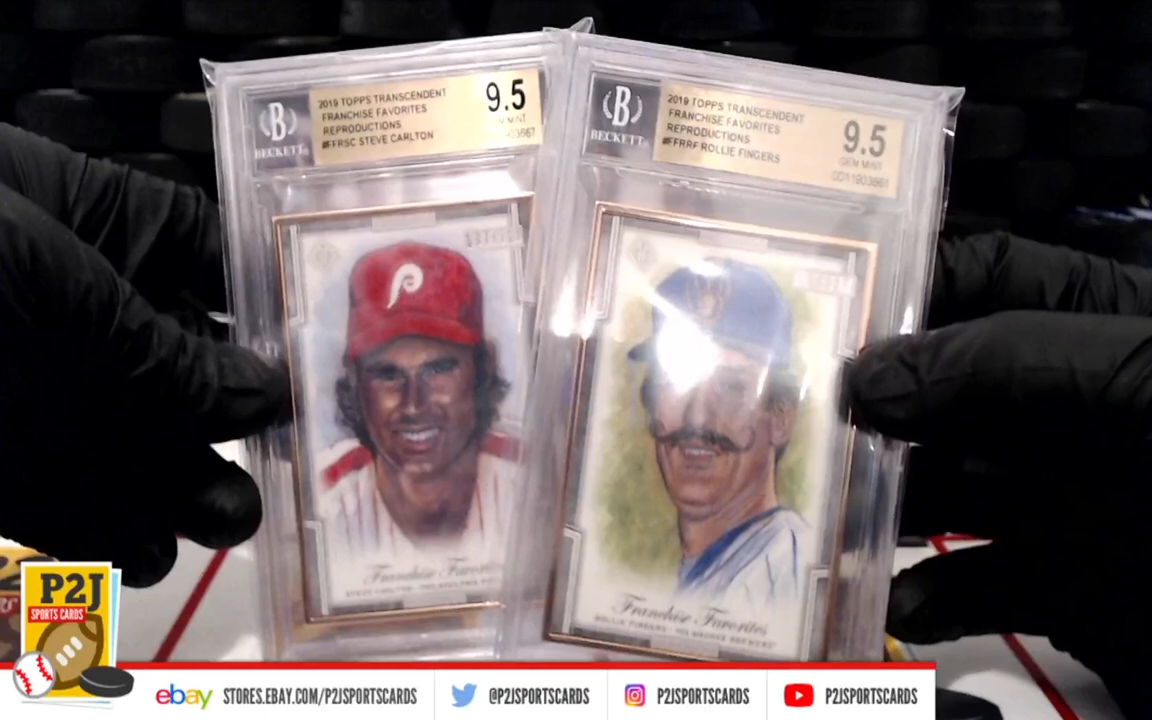 2019 TOPPS TRANSCENDENT
FRANCHISE FAVORITES
REPRODUCTIONS
#FFRSC STEVE CARLTON
9.5
B
BECKETT
2019 TOPPS TRANSCENDENT
FRANCHISE FAVORITES
REPRODUCTIONS
#FFRRF ROLLIE FINGERS
9.5
GEM MINT
B
BECKETT
P
Franchise Favorites
Franchise Favorites
P2J
SPORTS CARDS
ebay STORES.EBAY.COM/P2JSPORTSCARDS
@P2JSPORTSCARDS
P2JSPORTSCARDS
P2JSPORTSCARDS